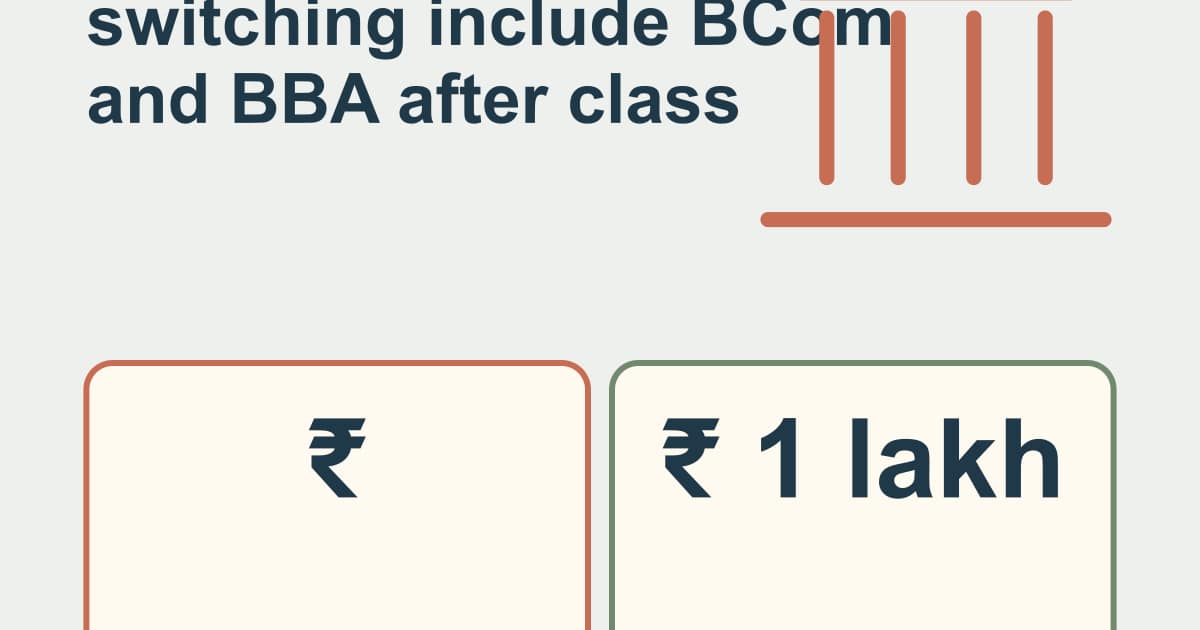 switching include BCom
and BBA after class
₹
₹ 1 lakh